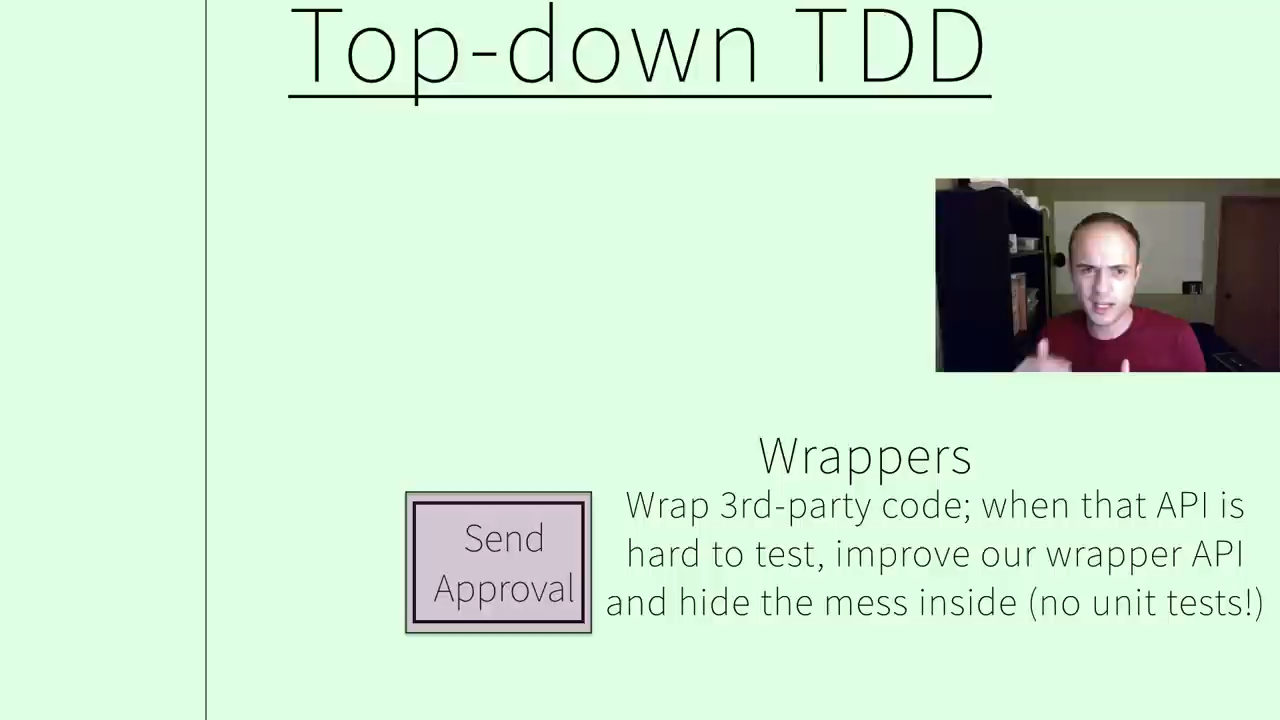 Top-down TDD
Wrappers
Send
Approval
Wrap 3rd-party code; when that API is
hard to test, improve our wrapper API
and hide the mess inside (no unit tests!)